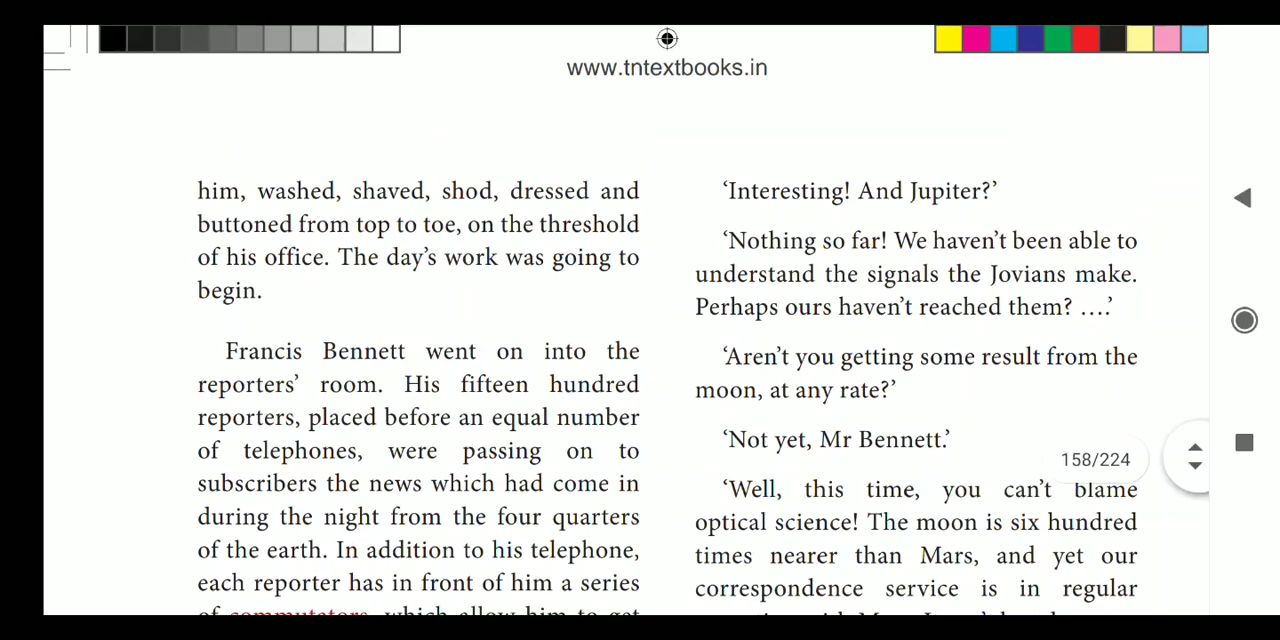 www.tntextbooks.in
him, washed, shaved, shod, dressed and
buttoned from top to toe, on the threshold
of his office. The day's work was going to
begin.
Francis Bennett went on into the
reporters' room. His fifteen hundred
reporters, placed before an equal number
of telephones, were passing on to
subscribers the news which had come in
during the night from the four quarters
of the earth. In addition to his telephone,
each reporter has in front of him a series
of commutators, which allow him to get
‘Interesting! And Jupiter?’
‘Nothing so far! We haven’t been able to
understand the signals the Jovians make.
Perhaps ours haven’t reached them? ….’
‘Aren’t you getting some result from the
moon, at any rate?’
‘Not yet, Mr Bennett.’
158/224
‘Well, this time, you can’t blame
optical science! The moon is six hundred
times nearer than Mars, and yet our
correspondence service is in regular